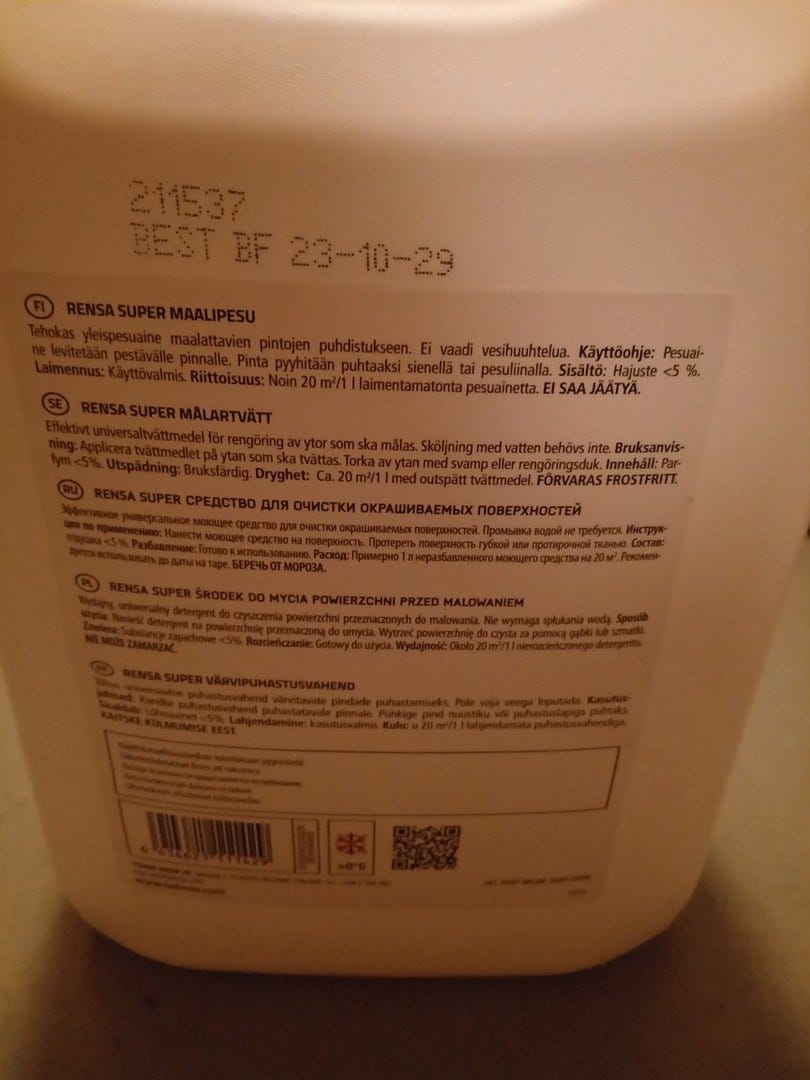 211537
BEST BF 23-10-29
FI RENSA SUPER MAALIPESU
Tehokas yleispesuaine maalattavien pintojen puhdistukseen. Ei vaadi vesihuuhtelua. Käyttöohje: Pesuai-
ne levitetään pestävälle pinnalle. Pinta pyyhitään puhtaaksi sienellä tai pesuliinalla. Sisältö: Hajuste <5 %.
Laimennus: Käyttövalmis. Riittoisuus: Noin 20 m²/1 l laimentamatonta pesuainetta. EI SAA JÄÄTYÄ.
SE RENSA SUPER MÅLARTVÄTT
Effektivt universaltvättmedel för rengöring av ytor som ska målas. Sköljning med vatten behövs inte. Bruksanvis-
ning: Applicera tvättmedlet på ytan som ska tvättas. Torka av ytan med svamp eller rengöringsduk. Innehåll: Par-
fym <5%. Utspädning: Bruksfärdig. Dryghet: Ca. 20 m²/1 l med outspätt tvättmedel. FÖRVARAS FROSTFRITT.
RU RENSA SUPER СРЕДСТВО ДЛЯ ОЧИСТКИ ОКРАШИВАЕМЫХ ПОВЕРХНОСТЕЙ
Эффективное универсальное моющее средство для очистки окрашиваемых поверхностей. Промывка водой не требуется. Инструк-
ция по применению: Нанести моющее средство на поверхность. Протереть поверхность губкой или протирочной тканью. Состав:
отдушка <5 %. Разбавление: Готово к использованию. Расход: Примерно 1 л неразбавленного моющего средства на 20 м². Рекомен-
дуется использовать до даты на таре. БЕРЕЧЬ ОТ МОРОЗА.
PL RENSA SUPER ŚRODEK DO MYCIA POWIERZCHNI PRZED MALOWANIEM
Wydajny, uniwersalny detergent do czyszczenia powierzchni przeznaczonych do malowania. Nie wymaga spłukania wodą. Sposób
użycia: Nanieść detergent na powierzchnię przeznaczoną do umycia. Wytrzeć powierzchnię do czysta za pomocą gąbki lub szmatki.
Zawiera: Substancje zapachowe <5%. Rozcieńczanie: Gotowy do użycia. Wydajność: Około 20 m²/1 l nierozcieńczonego detergentu.
NIE MOŻE ZAMARZAĆ.
RENSA SUPER VÄRVIPUHASTUSVAHEND
universaalne puhastusvahend värvitavate pindade puhastamiseks. Pole vaja veega loputada. Kasutus-
juhised: Kandke puhastusvahend puhastatavale pinnale. Pühkige pind nuustiku või puhastuslapiga puhtaks.
Sisaldab: Lõhnaainet <5%. Lahjendamine: kasutusvalmis. Kulu: u 20 m²/1 l lahjendamata puhastusvahendiga.
KAITSKE KÜLMUMISE EEST.